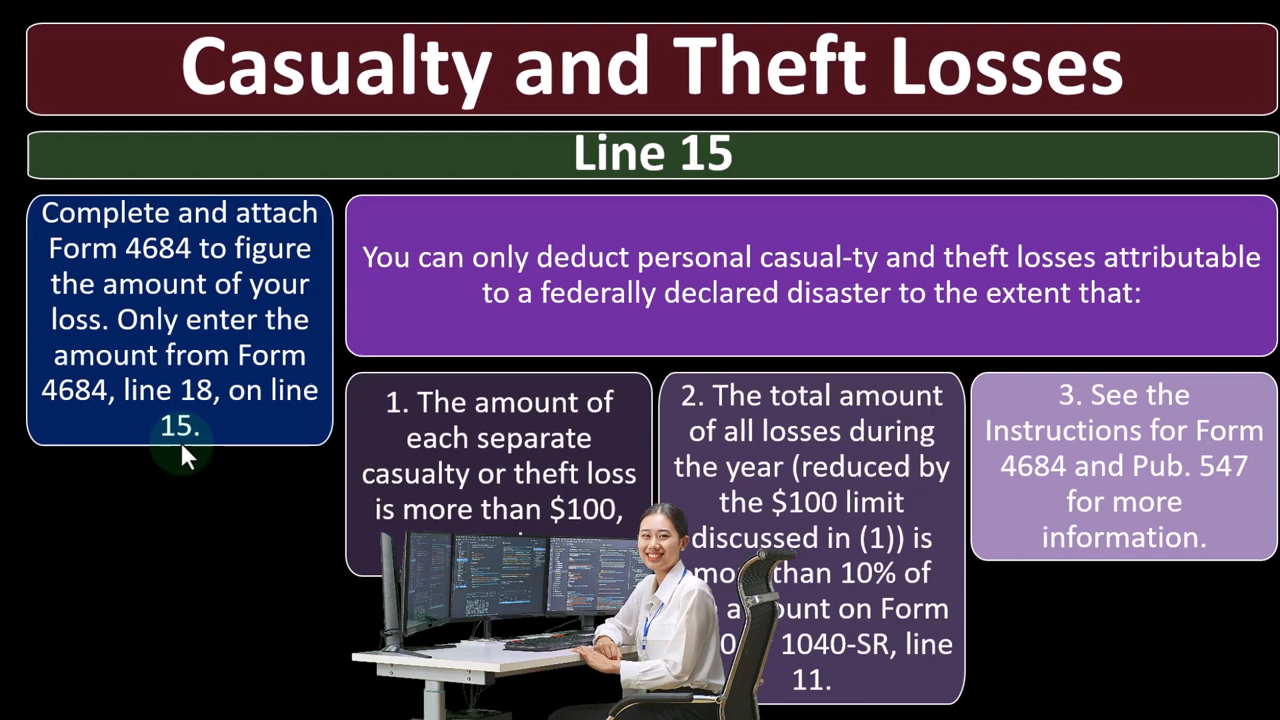 Casualty and Theft Losses
Line 15
Complete and attach
Form 4684 to figure
the amount of your
loss. Only enter the
amount from Form
4684, line 18, on line
15.
You can only deduct personal casual-ty and theft losses attributable
to a federally declared disaster to the extent that:
1. The amount of
each separate
casualty or theft loss
is more than $100,
2. The total amount
of all losses during
the year (reduced by
the $100 limit
discussed in (1)) is
than 10% of
on Form
1040-SR, line
11.
3. See the
Instructions for Form
4684 and Pub. 547
for more
information.